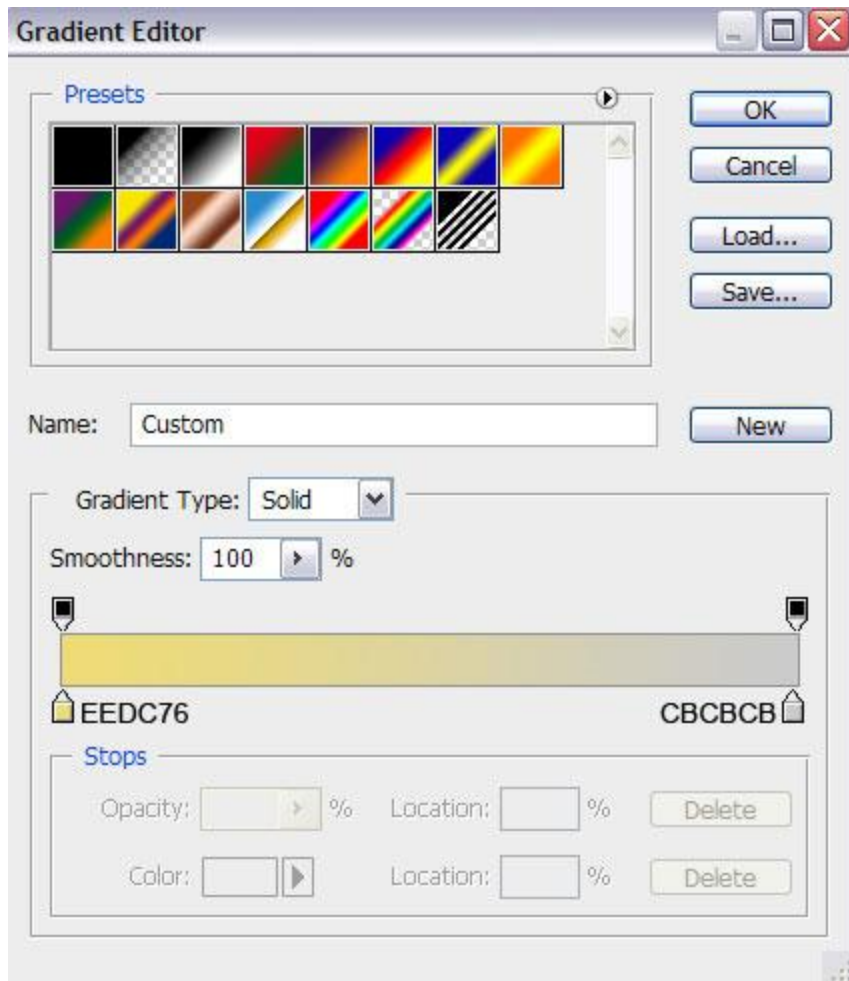 Gradient Editor
Presets
OK
Cancel
Load...
Save...
Name: Custom
New
Gradient Type: Solid
Smoothness: 100 %
EEDC76 CBCBCB
Stops
Opacity: % Location: % Delete
Color: Location: % Delete